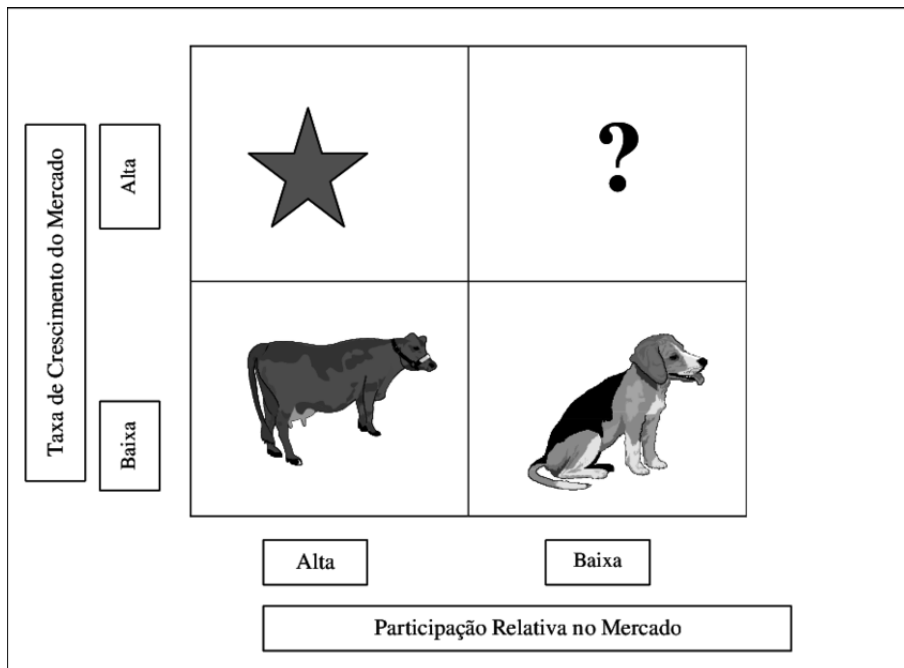 Taxa de Crescimento do Mercado
Alta
?
Baixa
Alta
Baixa
Participação Relativa no Mercado